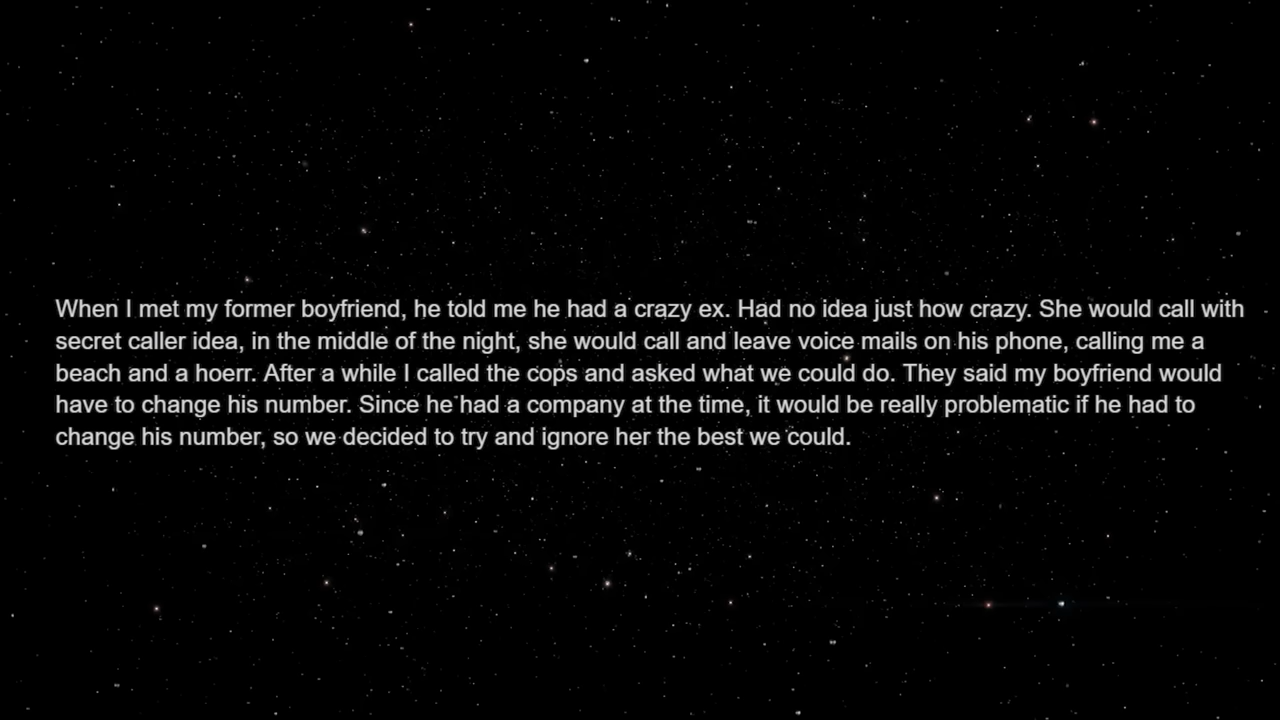 When I met my former boyfriend, he told me he had a crazy ex. Had no idea just how crazy. She would call with
secret caller idea, in the middle of the night, she would call and leave voice mails on his phone, calling me a
beach and a hoerr. After a while I called the cops and asked what we could do. They said my boyfriend would
have to change his number. Since he had a company at the time, it would be really problematic if he had to
change his number, so we decided to try and ignore her the best we could.